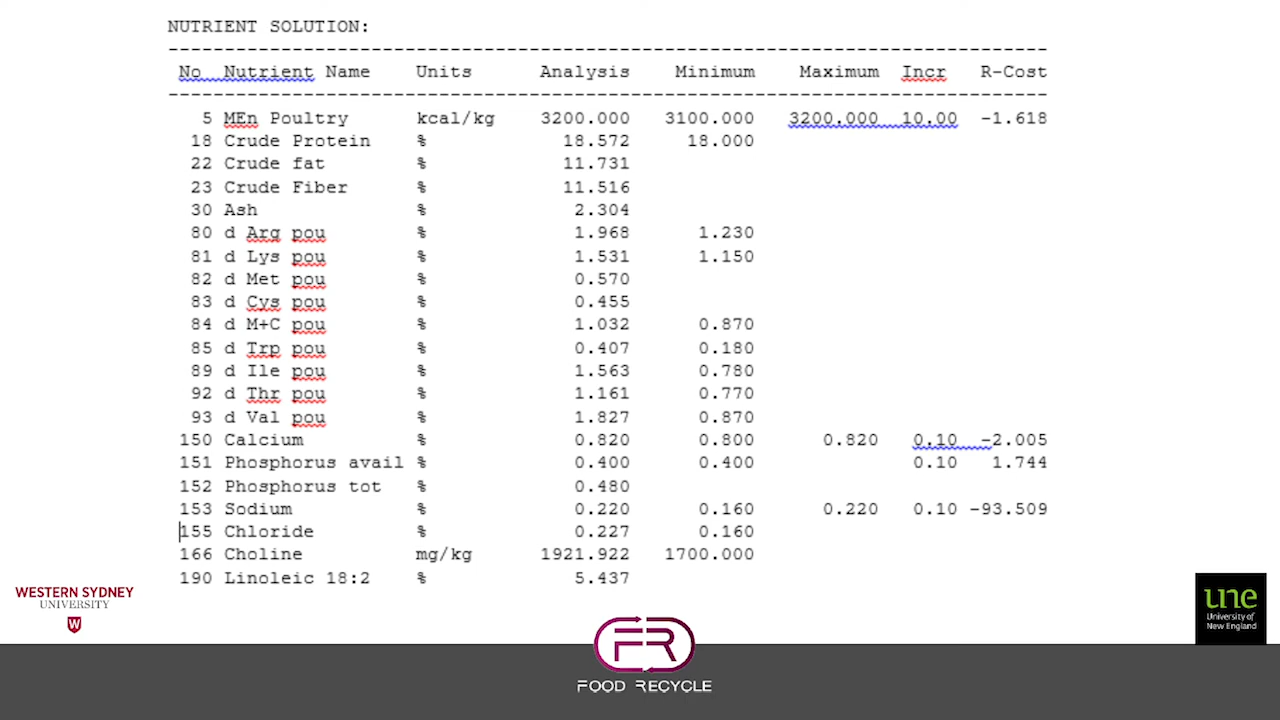 NUTRIENT SOLUTION:
------------------------------------------------------------------------------
No Nutrient Name Units Analysis Minimum Maximum Incr R-Cost
------------------------------------------------------------------------------
5 MEn Poultry kcal/kg 3200.000 3100.000 3200.000 10.00 -1.618
18 Crude Protein % 18.572 18.000
22 Crude fat % 11.731
23 Crude Fiber % 11.516
30 Ash % 2.304
80 d Arg pou % 1.968 1.230
81 d Lys pou % 1.531 1.150
82 d Met pou % 0.570
83 d Cys pou % 0.455
84 d M+C pou % 1.032 0.870
85 d Trp pou % 0.407 0.180
89 d Ile pou % 1.563 0.780
92 d Thr pou % 1.161 0.770
93 d Val pou % 1.827 0.870
150 Calcium % 0.820 0.800 0.820 0.10 -2.005
151 Phosphorus avail % 0.400 0.400 0.10 1.744
152 Phosphorus tot % 0.480
153 Sodium % 0.220 0.160 0.220 0.10 -93.509
155 Chloride % 0.227 0.160
166 Choline mg/kg 1921.922 1700.000
190 Linoleic 18:2 % 5.437
WESTERN SYDNEY
UNIVERSITY
W
une
University of
New England
FR
FOOD RECYCLE